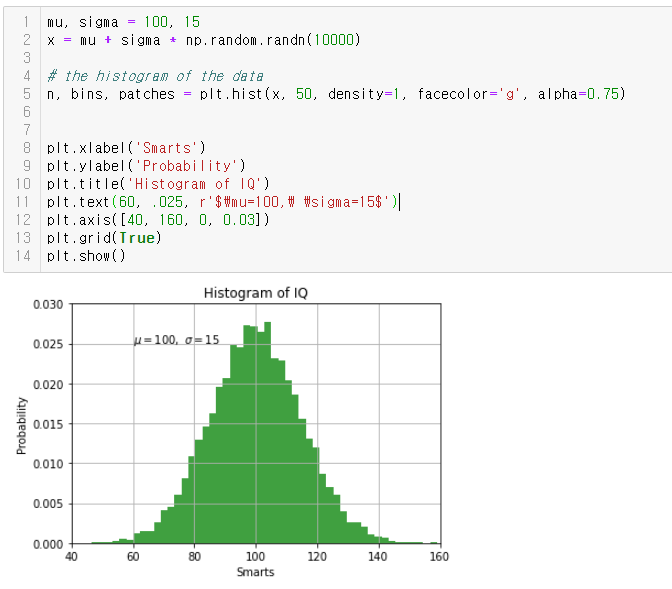 1 mu, sigma = 100, 15
2 x = mu + sigma * np.random.randn(10000)
3
4 # the histogram of the data
5 n, bins, patches = plt.hist(x, 50, density=1, facecolor='g', alpha=0.75)
6
7
8 plt.xlabel('Smarts')
9 plt.ylabel('Probability')
10 plt.title('Histogram of IQ')
11 plt.text(60, .025, r'$₩mu=100,₩ ₩sigma=15$')
12 plt.axis([40, 160, 0, 0.03])
13 plt.grid(True)
14 plt.show()
Histogram of IQ
0.030
0.025
0.020
0.015
0.010
0.005
0.000
Probability
μ = 100, σ = 15
40 60 80 100 120 140 160
Smarts